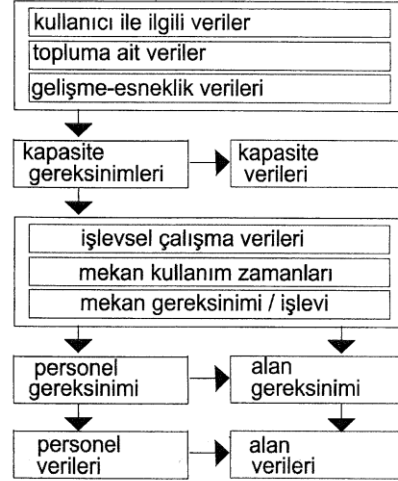 kullanıcı ile ilgili veriler
topluma ait veriler
gelişme-esneklik verileri
kapasite
gereksinimleri
kapasite
verileri
işlevsel çalışma verileri
mekan kullanım zamanları
mekan gereksinimi / işlevi
personel
gereksinimi
alan
gereksinimi
personel
verileri
alan
verileri